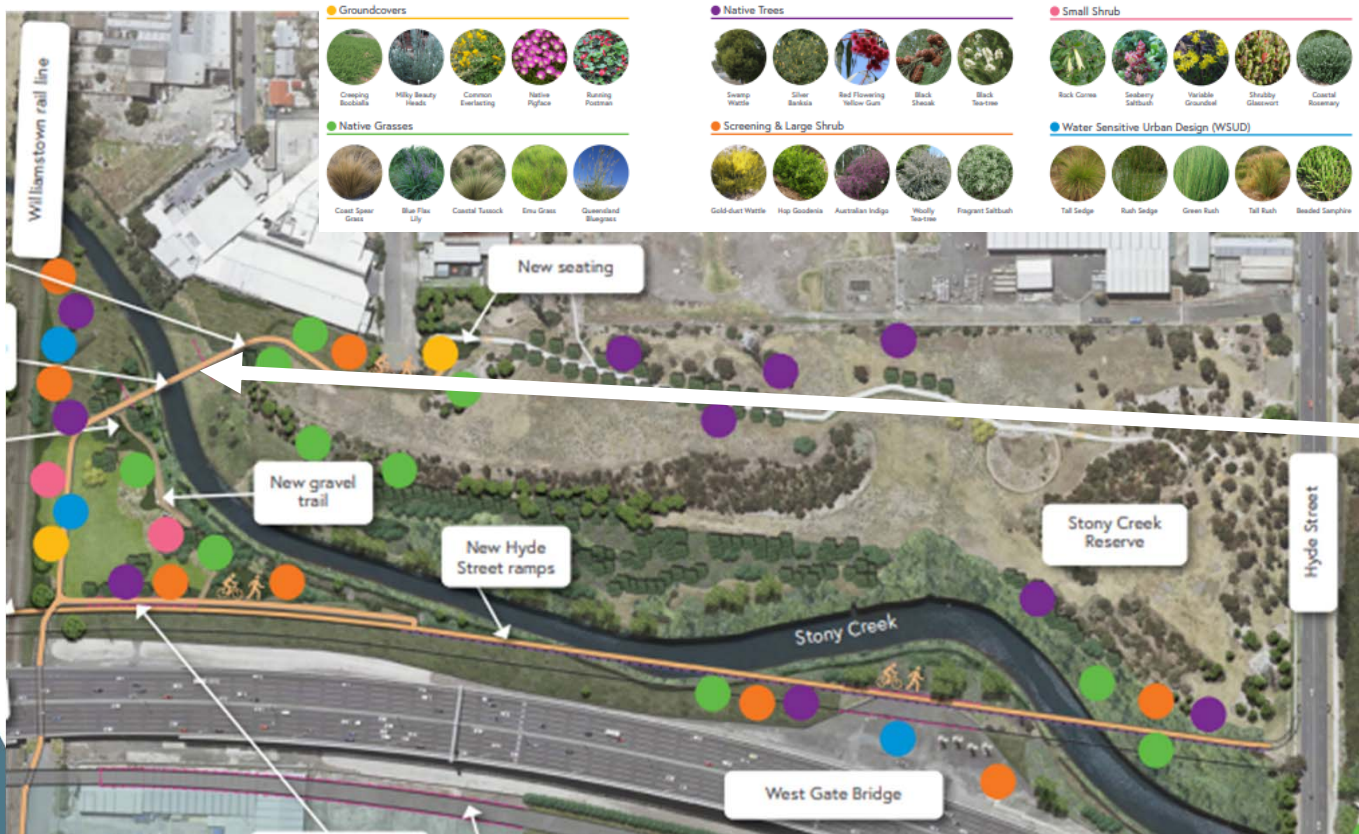 Groundcovers
Creeping
Boobialla
Milky Beauty
Heads
Common
Everlasting
Native
Pigface
Running
Postman
Native Grasses
Coast Spear
Grass
Blue Flax
Lily
Coastal Tussock
Emu Grass
Queensland
Bluegrass
Native Trees
Swamp
Wattle
Silver
Banksia
Red Flowering
Yellow Gum
Black
Sheoak
Black
Tea-tree
Screening & Large Shrub
Gold-dust Wattle
Hop Goodenia
Australian Indigo
Woolly
Tea-tree
Fragrant Saltbush
Small Shrub
Rock Correa
Seaberry
Saltbush
Variable
Groundsel
Shrubby
Glasswort
Coastal
Rosemary
Water Sensitive Urban Design (WSUD)
Tall Sedge
Rush Sedge
Green Rush
Tall Rush
Beaded Samphire
Williamstown rail line
New seating
New gravel
trail
New Hyde
Street ramps
Stony Creek
Reserve
Hyde Street
Stony Creek
West Gate Bridge